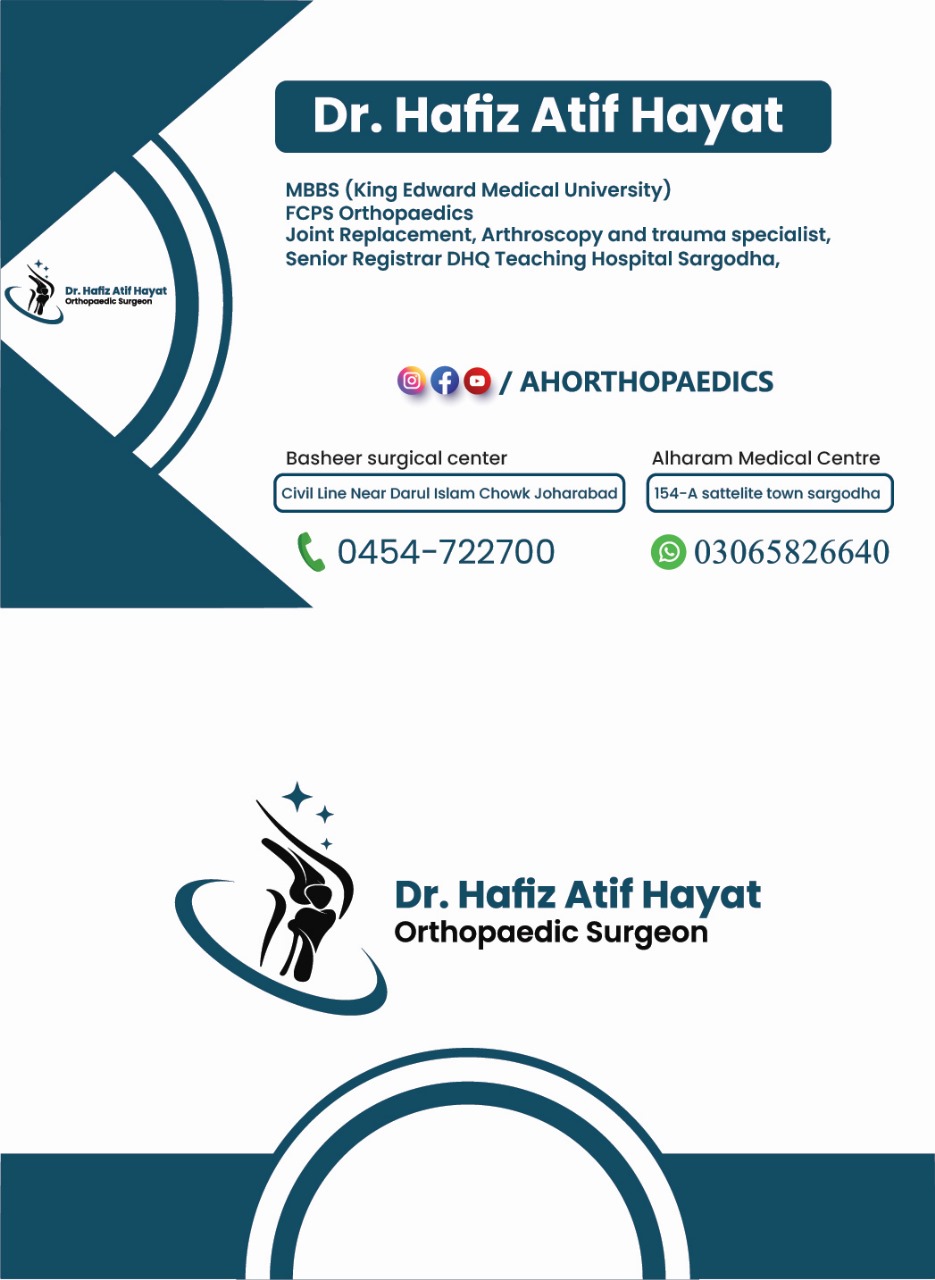 Dr. Hafiz Atif Hayat
MBBS (King Edward Medical University)
FCPS Orthopaedics
Joint Replacement, Arthroscopy and trauma specialist,
Senior Registrar DHQ Teaching Hospital Sargodha,
Dr. Hafiz Atif Hayat
Orthopaedic Surgeon
/ AHORTHOPAEDICS
Basheer surgical center
Civil Line Near Darul Islam Chowk Joharabad
0454-722700
Alharam Medical Centre
154-A sattelite town sargodha
03065826640
Dr. Hafiz Atif Hayat
Orthopaedic Surgeon